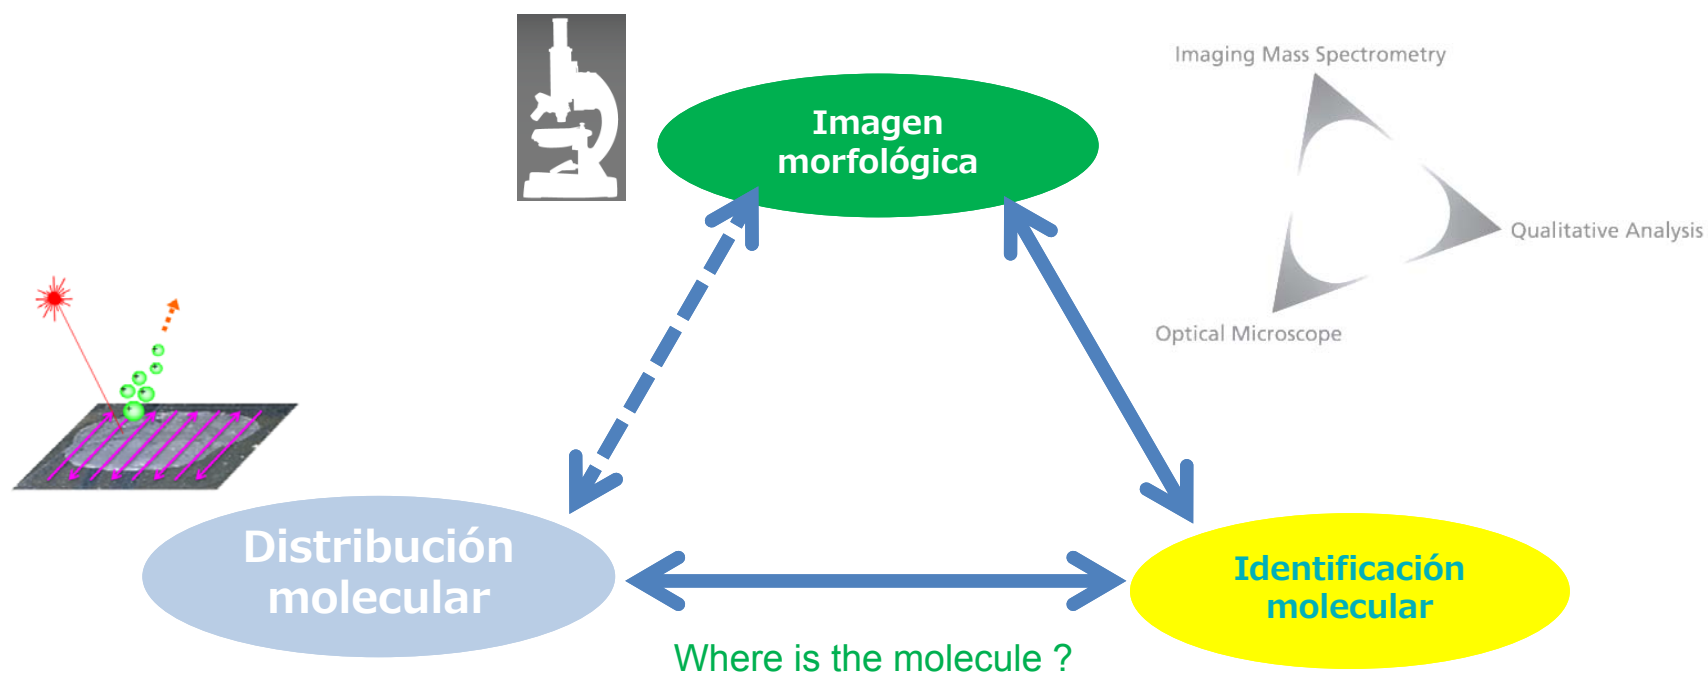 Imaging Mass Spectrometry
Imagen
morfológica
Qualitative Analysis
Optical Microscope
Distribución
molecular
Identificación
molecular
Where is the molecule ?